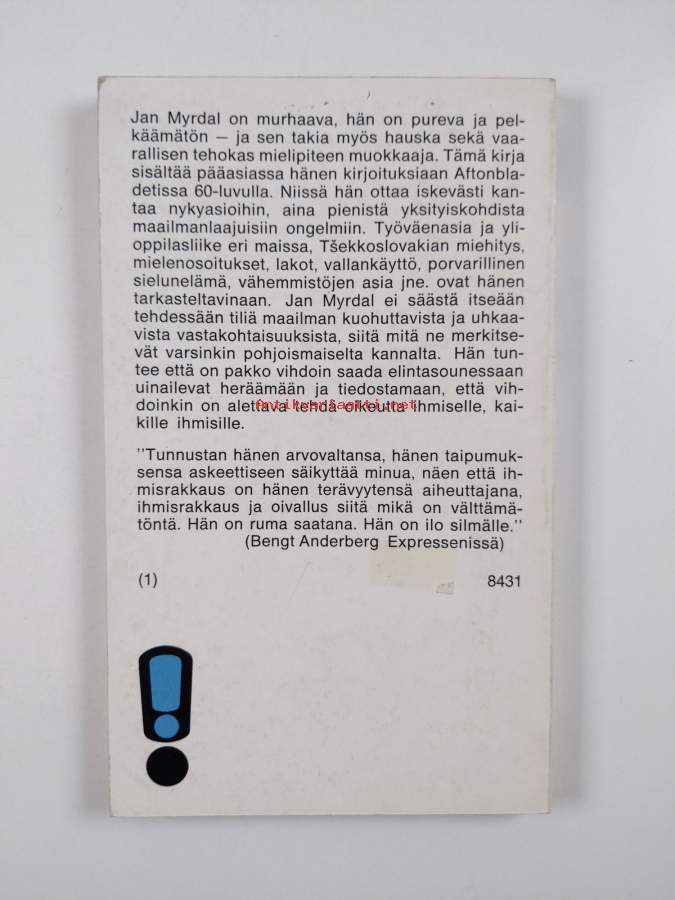 Jan Myrdal on murhaava, hän on pureva ja pel-
käämätön — ja sen takia myös hauska sekä vaa-
rallisen tehokas mielipiteen muokkaaja. Tämä kirja
sisältää pääasiassa hänen kirjoituksiaan Aftonbla-
detissa 60-luvulla. Niissä hän ottaa iskevästi kan-
taa nykyasioihin, aina pienistä yksityiskohdista
maailmanlaajuisiin ongelmiin. Työväenasia ja yli-
oppilasliike eri maissa, Tšekkoslovakian miehitys,
mielenosoitukset, lakot, vallankäyttö, porvarillinen
sielunelämä, vähemmistöjen asia jne. ovat hänen
tarkasteltavinaan. Jan Myrdal ei säästä itseään
tehdessään tiliä maailman kuohuttavista ja uhkaa-
vista vastakohtaisuuksista, siitä mitä ne merkitse-
vät varsinkin pohjoismaiselta kannalta. Hän tun-
tee että on pakko vihdoin saada elintasounessaan
uinailevat heräämään ja tiedostamaan, että vih-
doinkin on alettava tehdä oikeutta ihmiselle, kai-
kille ihmisille.
Antikvariaatti.net
"Tunnustan hänen arvovaltansa, hänen taipumuk-
sensa askeettiseen säikyttää minua, näen että ih-
misrakkaus on hänen terävyytensä aiheuttajana,
ihmisrakkaus ja oivallus siitä mikä on välttämä-
töntä. Hän on ruma saatana. Hän on ilo silmälle."
(Bengt Anderberg Expressenissä)
(1) 8431